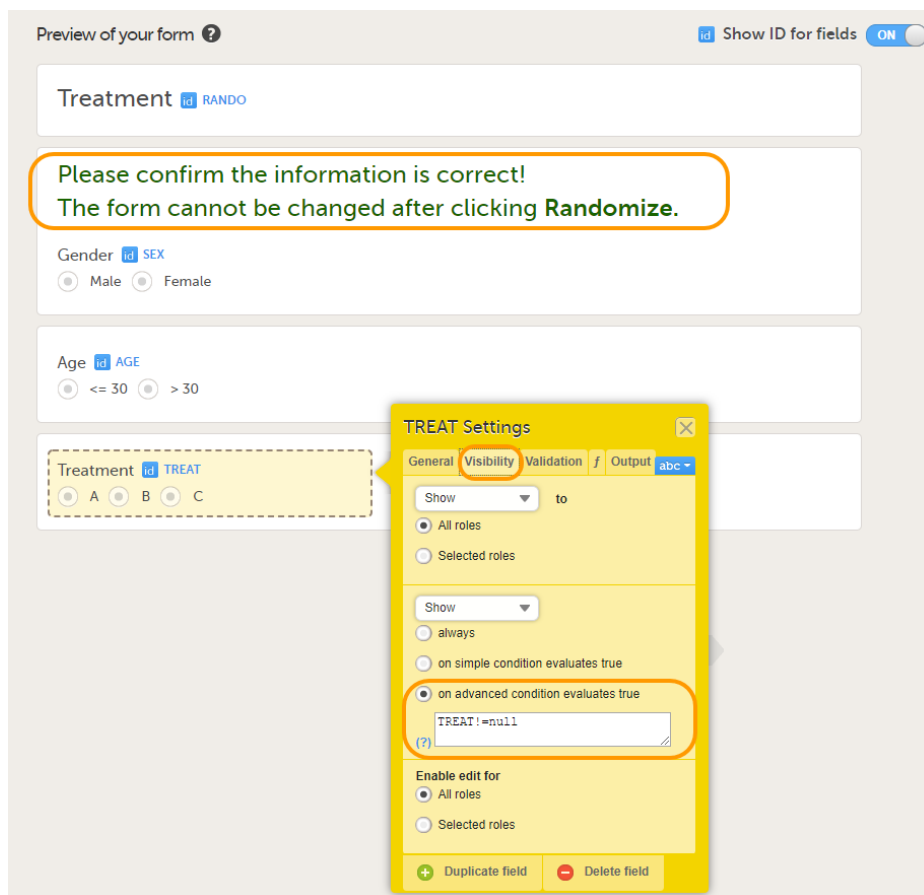 Preview of your form ?
id Show ID for fields ON
Treatment id RANDO
Please confirm the information is correct!
The form cannot be changed after clicking Randomize.
Gender id SEX
Male Female
Age id AGE
<= 30 > 30
Treatment id TREAT
A B C
TREAT Settings
General Visibility Validation f Output abc
Show to
All roles
Selected roles
Show
always
on simple condition evaluates true
on advanced condition evaluates true
TREAT!=null
(?)
Enable edit for
All roles
Selected roles
Duplicate field Delete field